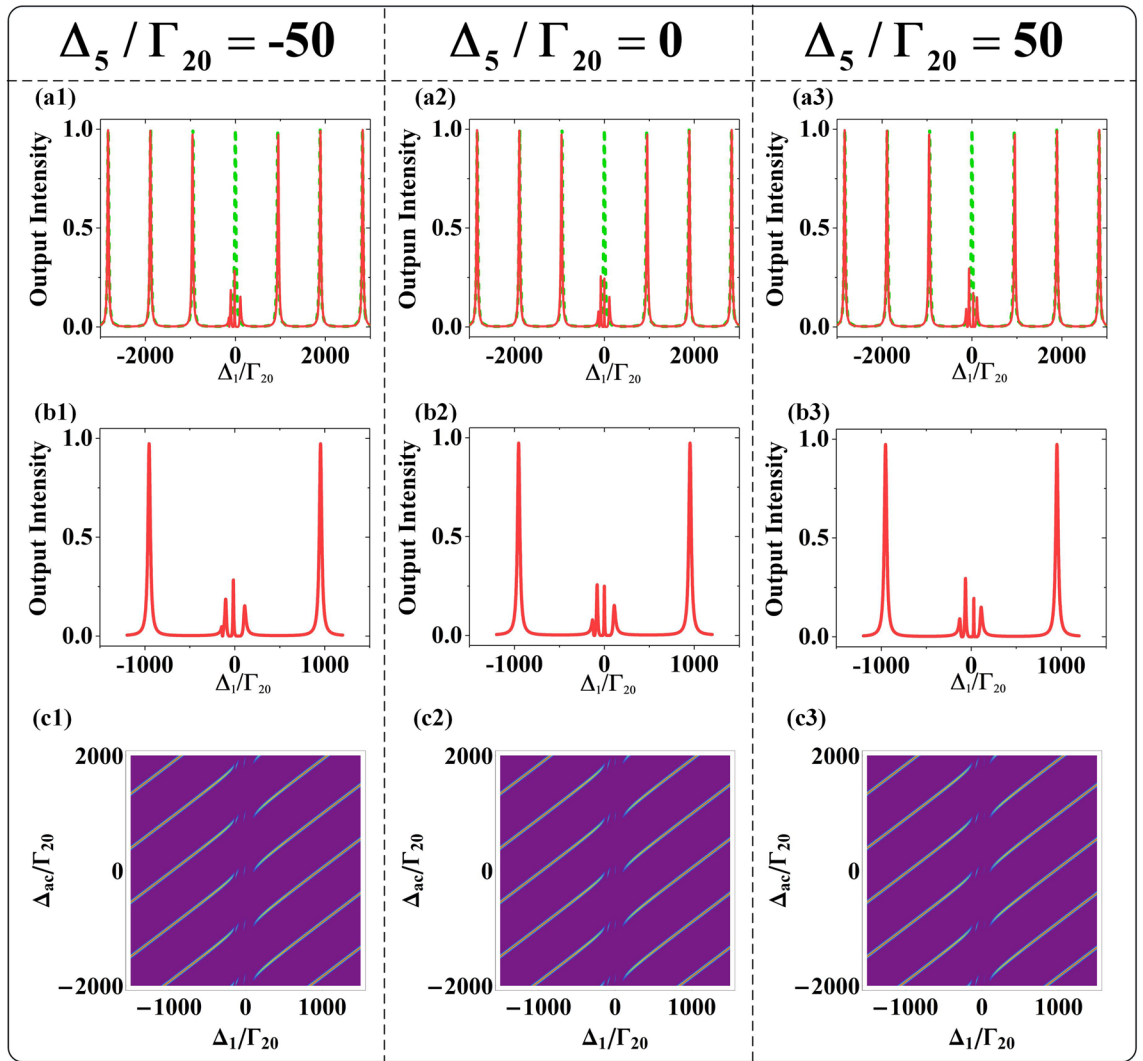 Δ₅ / Γ₂₀ = -50
Δ₅ / Γ₂₀ = 0
Δ₅ / Γ₂₀ = 50
(a1)
Output Intensity
1.0
0.5
0.0
-2000 0 2000
Δ₁/Γ₂₀
(a2)
Outpun Intensity
1.0
0.5
0.0
-2000 0 2000
Δ₁/Γ₂₀
(a3)
Output Intensity
1.0
0.5
0.0
-2000 0 2000
Δ₁/Γ₂₀
(b1)
Output Intensity
1.0
0.5
0.0
-1000 0 1000
Δ₁/Γ₂₀
(b2)
Output Intensity
1.0
0.5
0.0
-1000 0 1000
Δ₁/Γ₂₀
(b3)
Output Intensity
1.0
0.5
0.0
-1000 0 1000
Δ₁/Γ₂₀
(c1)
Δac/Γ₂₀
2000
0
−2000
−1000 0 1000
Δ₁/Γ₂₀
(c2)
Δac/Γ₂₀
2000
0
−2000
−1000 0 1000
Δ₁/Γ₂₀
(c3)
Δac/Γ₂₀
2000
0
−2000
−1000 0 1000
Δ₁/Γ₂₀